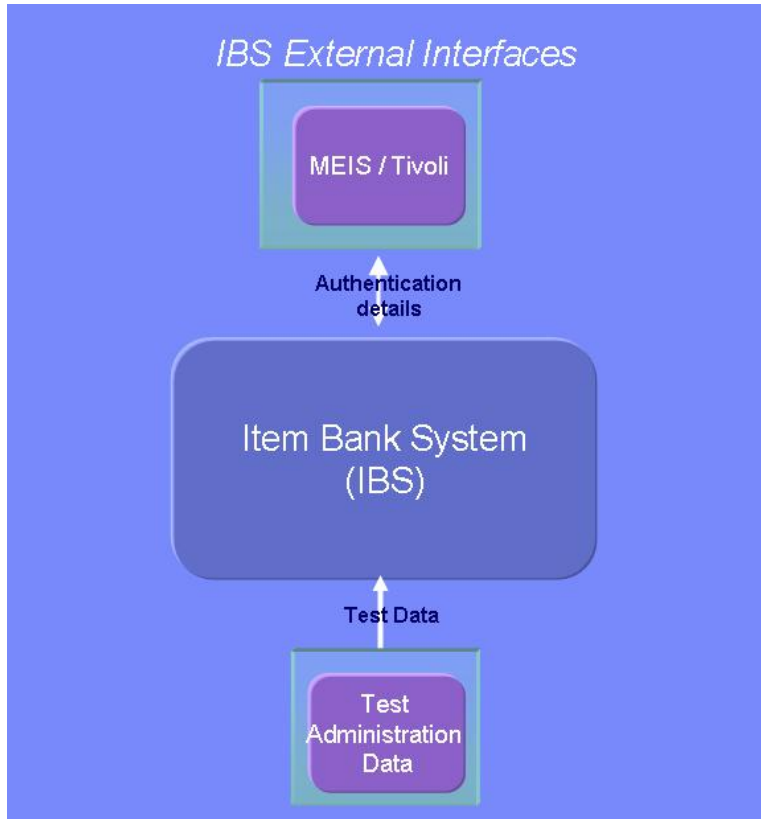 IBS External Interfaces
MEIS / Tivoli
Authentication
details
Item Bank System
(IBS)
Test Data
Test
Administration
Data